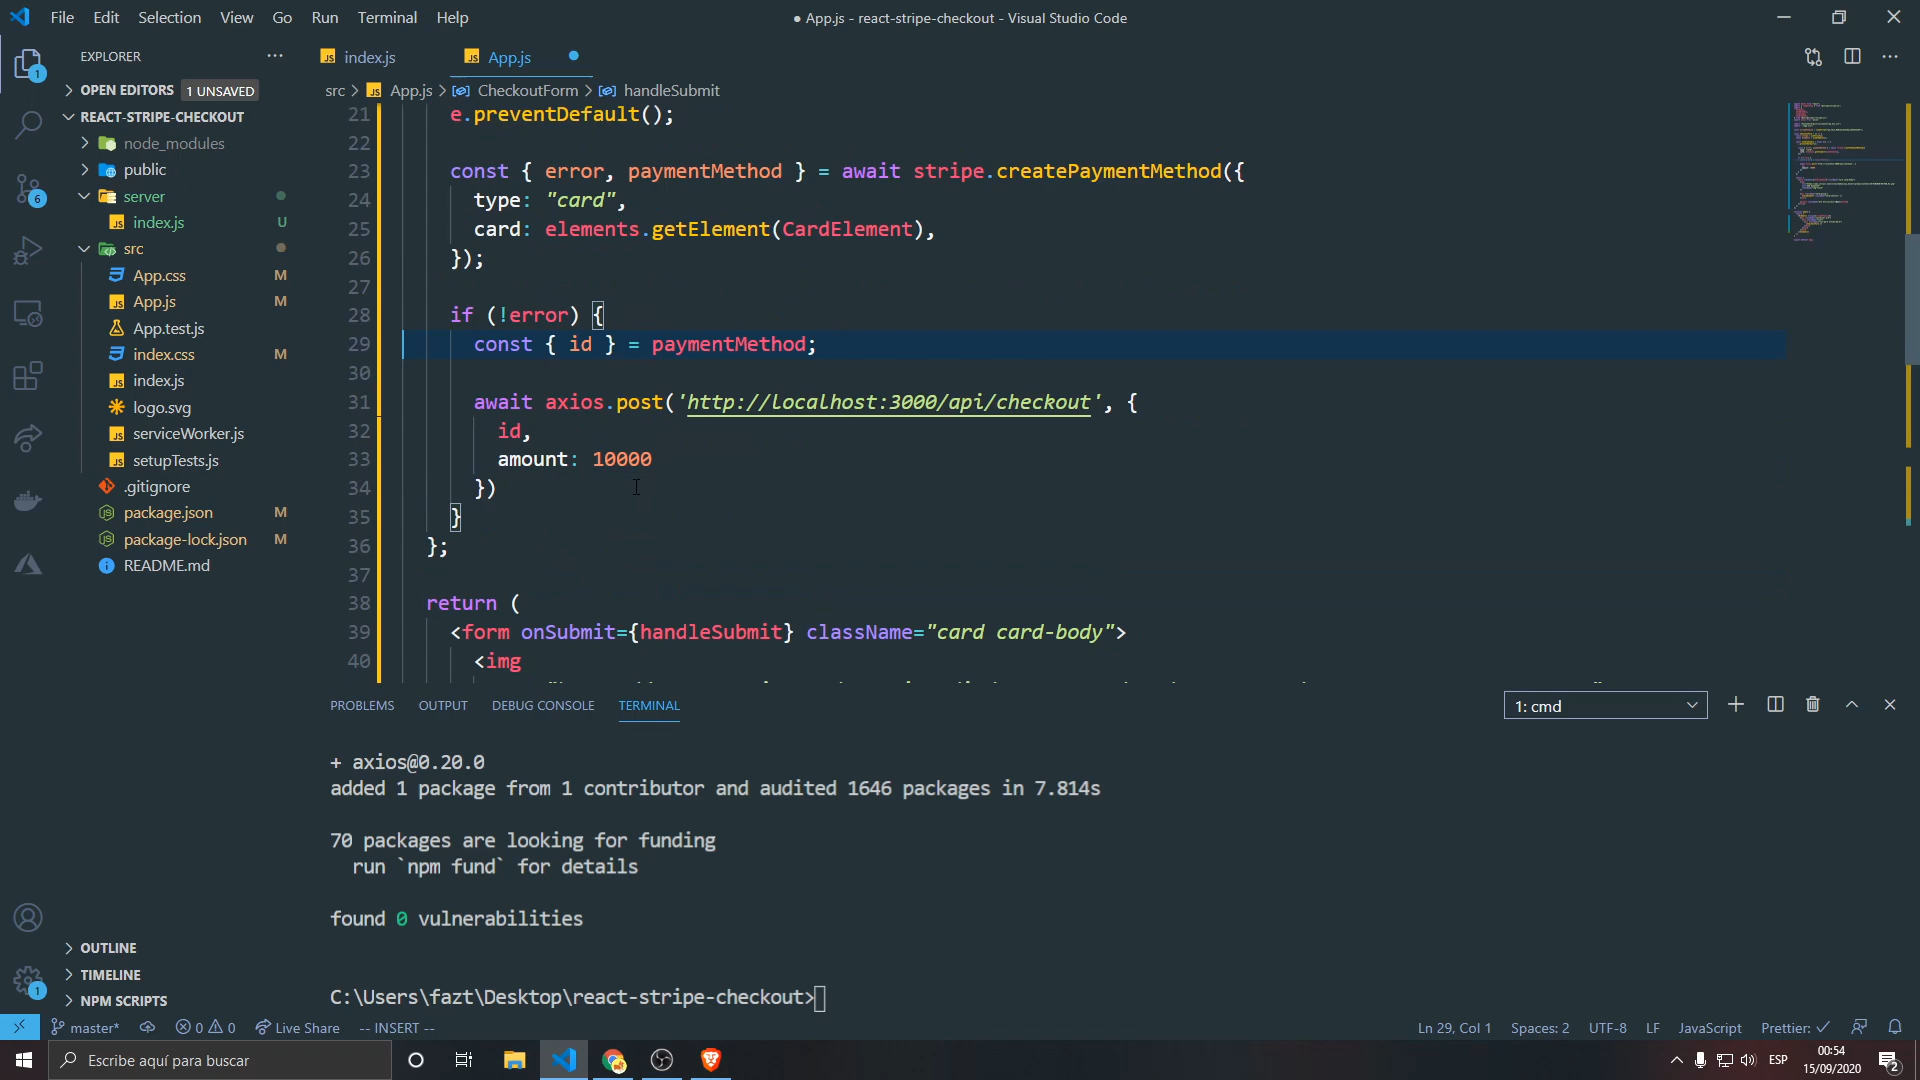 File Edit Selection View Go Run Terminal Help
● App.js - react-stripe-checkout - Visual Studio Code
EXPLORER
OPEN EDITORS 1 UNSAVED
REACT-STRIPE-CHECKOUT
node_modules
public
server
index.js U
src
App.css M
App.js M
App.test.js
index.css M
index.js
logo.svg
serviceWorker.js
setupTests.js
.gitignore
package.json M
package-lock.json M
README.md
OUTLINE
TIMELINE
NPM SCRIPTS
1
6
1
JS index.js
JS App.js
src > JS App.js > CheckoutForm > handleSubmit
21 e.preventDefault();
22
23 const { error, paymentMethod } = await stripe.createPaymentMethod({
24 type: "card",
25 card: elements.getElement(CardElement),
26 });
27
28 if (!error) {
29 const { id } = paymentMethod;
30
31 await axios.post('http://localhost:3000/api/checkout', {
32 id,
33 amount: 10000
34 })
35 }
36 };
37
38 return (
39 <form onSubmit={handleSubmit} className="card card-body">
40 <img
PROBLEMS OUTPUT DEBUG CONSOLE TERMINAL
1: cmd
+ axios@0.20.0
added 1 package from 1 contributor and audited 1646 packages in 7.814s
70 packages are looking for funding
run `npm fund` for details
found 0 vulnerabilities
C:\Users\fazt\Desktop\react-stripe-checkout>
master* 0 0 Live Share -- INSERT --
Ln 29, Col 1 Spaces: 2 UTF-8 LF JavaScript Prettier: ✓
Escribe aquí para buscar
ESP
00:54
15/09/2020
2